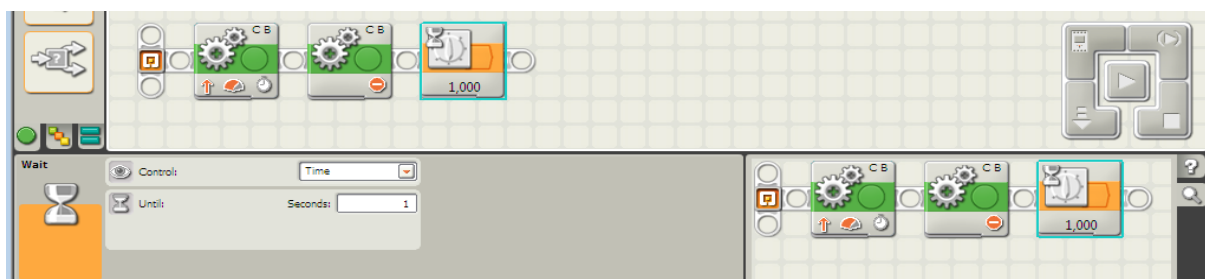 C B
C B
1,000
Wait
Control:
Time
Until:
Seconds:
1
C B
C B
1,000
?